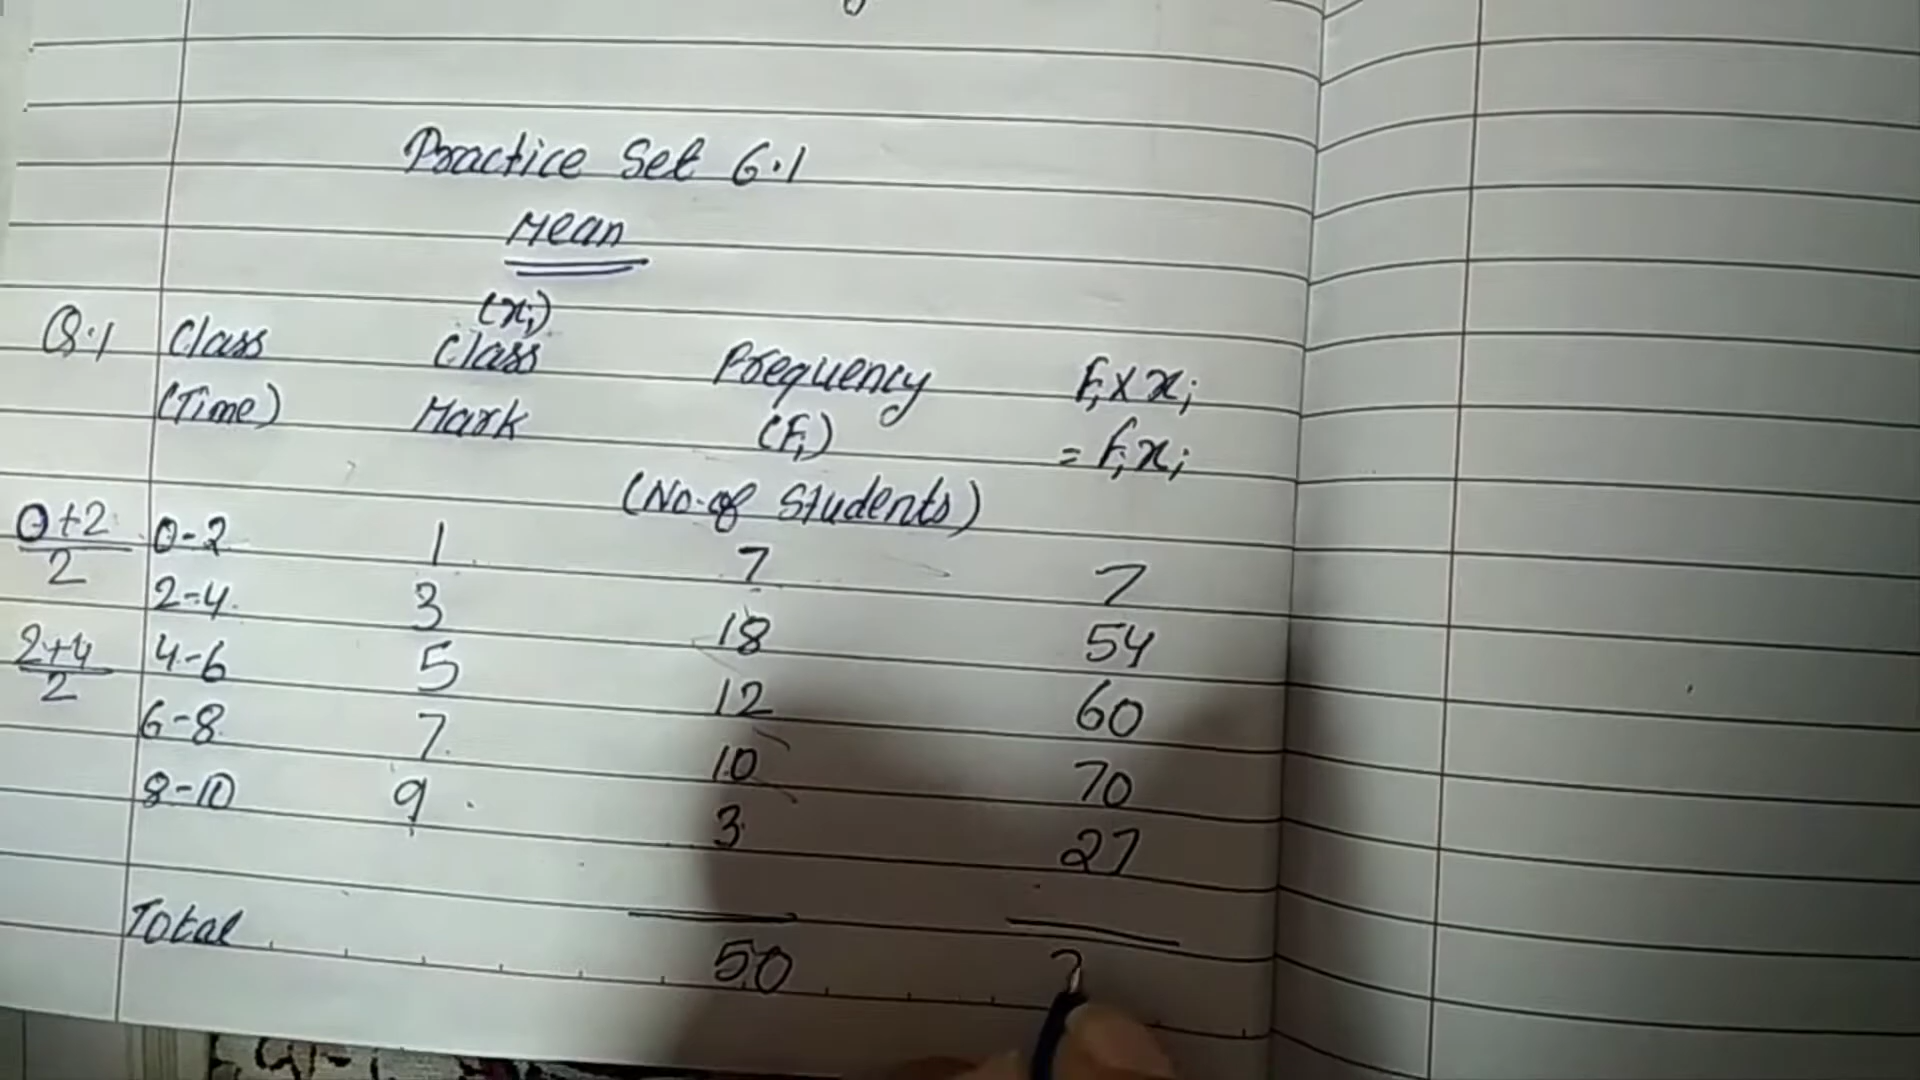 Practice Set 6.1
Mean
(xi)
Q.1 Class Class Frequency Fi×xi
(Time) Mark (Fi) = Fixi
(No. of Students)
0+2/2 0-2 1 7 7
2-4 3 18 54
2+4/2 4-6 5 12 60
6-8 7 10 70
8-10 9 3 27
Total 50 2